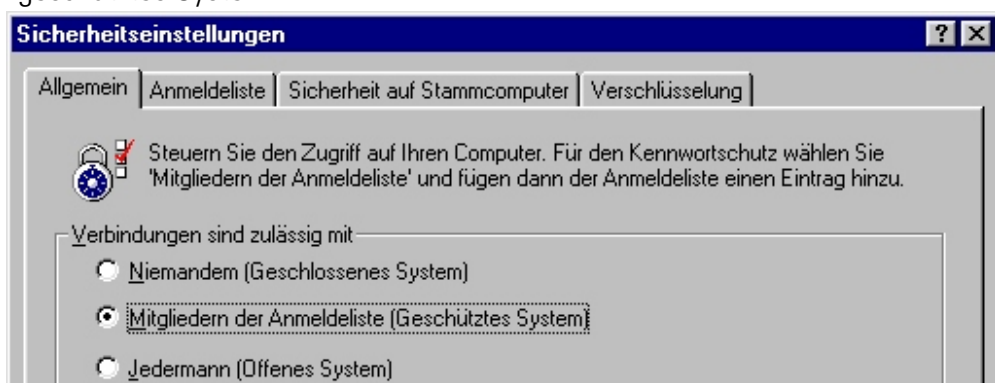 Sicherheitseinstellungen
Allgemein Anmeldeliste Sicherheit auf Stammcomputer Verschlüsselung
Steuern Sie den Zugriff auf Ihren Computer. Für den Kennwortschutz wählen Sie
'Mitgliedern der Anmeldeliste' und fügen dann der Anmeldeliste einen Eintrag hinzu.
Verbindungen sind zulässig mit
Niemandem (Geschlossenes System)
Mitgliedern der Anmeldeliste (Geschütztes System)
Jedermann (Offenes System)